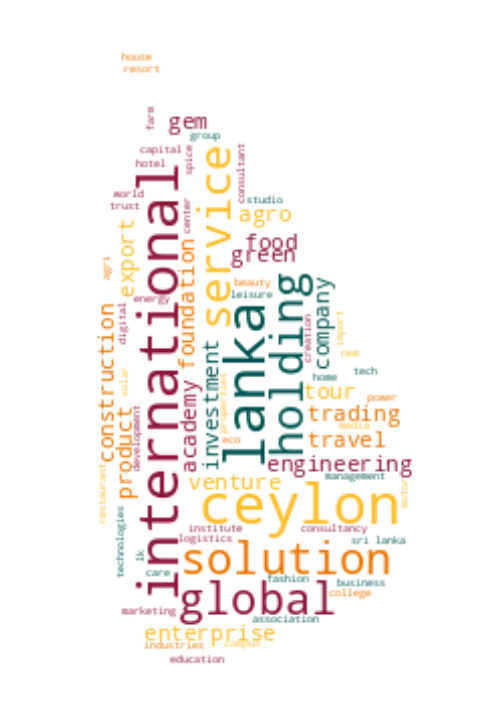 house
resort
farm
gem
group
capital
spice
consultant
hotel
service
international
world
trust
center
studio
agro
export
food
green
foundation
agri
beauty
leisure
energy
lanka
holding
company
digital
construction
creation
import
investment
new
academy
solar
properties
home
tech
tour
power
product
development
trading
media
eco
travel
restaurant
engineering
venture
management
motor
ceylon
technologies
institute
consultancy
logistics
sri lanka
lk
solution
care
fashion
business
global
college
marketing
association
enterprise
industries
campus
education